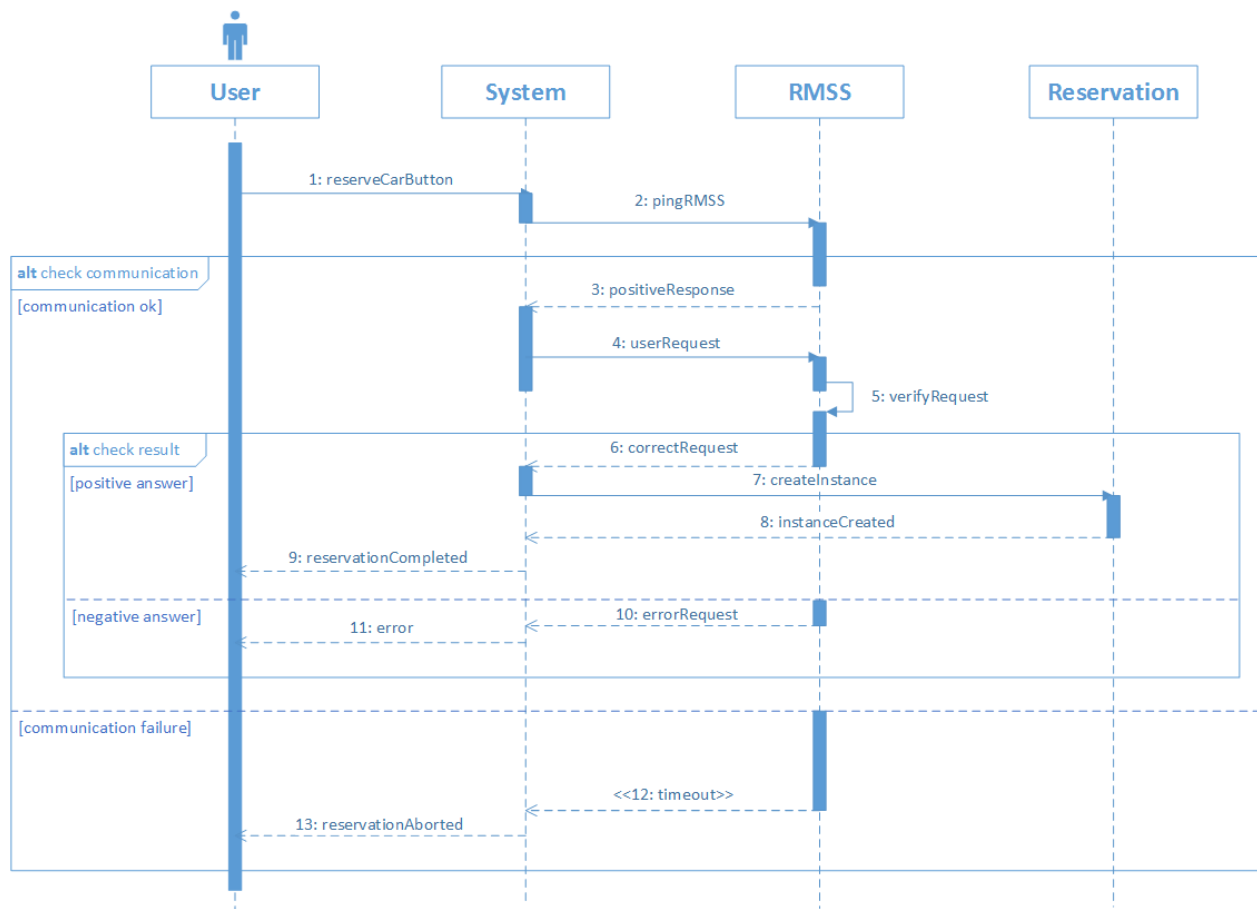 User
System
RMSS
Reservation
1: reserveCarButton
2: pingRMSS
alt check communication
[communication ok]
3: positiveResponse
4: userRequest
5: verifyRequest
alt check result
6: correctRequest
[positive answer]
7: createInstance
8: instanceCreated
9: reservationCompleted
[negative answer]
10: errorRequest
11: error
[communication failure]
<<12: timeout>>
13: reservationAborted